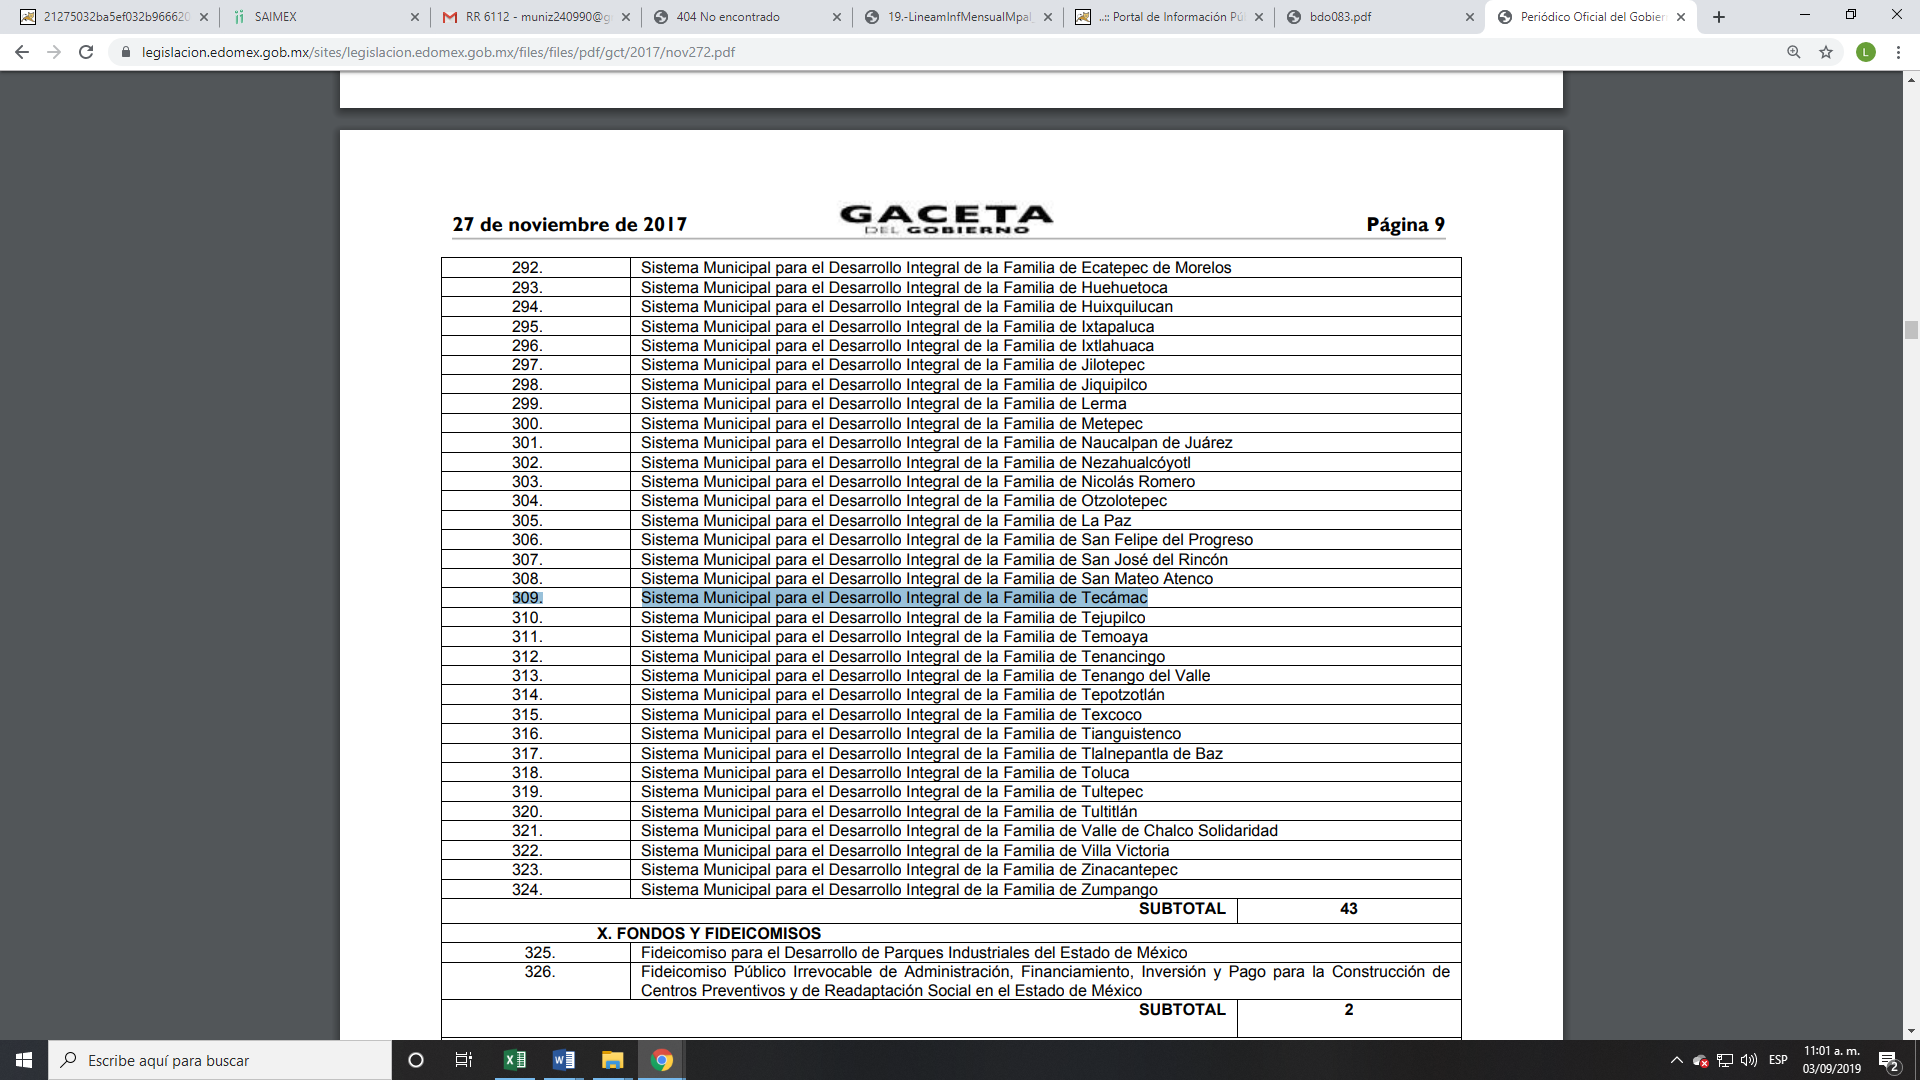 21275032ba5ef032b966620
SAIMEX
RR 6112 - muniz240990@g
404 No encontrado
19.-LineamInfMensualMpal
..:: Portal de Información Púb
bdo083.pdf
Periódico Oficial del Gobiern
legislacion.edomex.gob.mx/sites/legislacion.edomex.gob.mx/files/files/pdf/gct/2017/nov272.pdf
L
27 de noviembre de 2017
GACETA
DEL GOBIERNO
Página 9
292. Sistema Municipal para el Desarrollo Integral de la Familia de Ecatepec de Morelos
293. Sistema Municipal para el Desarrollo Integral de la Familia de Huehuetoca
294. Sistema Municipal para el Desarrollo Integral de la Familia de Huixquilucan
295. Sistema Municipal para el Desarrollo Integral de la Familia de Ixtapaluca
296. Sistema Municipal para el Desarrollo Integral de la Familia de Ixtlahuaca
297. Sistema Municipal para el Desarrollo Integral de la Familia de Jilotepec
298. Sistema Municipal para el Desarrollo Integral de la Familia de Jiquipilco
299. Sistema Municipal para el Desarrollo Integral de la Familia de Lerma
300. Sistema Municipal para el Desarrollo Integral de la Familia de Metepec
301. Sistema Municipal para el Desarrollo Integral de la Familia de Naucalpan de Juárez
302. Sistema Municipal para el Desarrollo Integral de la Familia de Nezahualcóyotl
303. Sistema Municipal para el Desarrollo Integral de la Familia de Nicolás Romero
304. Sistema Municipal para el Desarrollo Integral de la Familia de Otzolotepec
305. Sistema Municipal para el Desarrollo Integral de la Familia de La Paz
306. Sistema Municipal para el Desarrollo Integral de la Familia de San Felipe del Progreso
307. Sistema Municipal para el Desarrollo Integral de la Familia de San José del Rincón
308. Sistema Municipal para el Desarrollo Integral de la Familia de San Mateo Atenco
309. Sistema Municipal para el Desarrollo Integral de la Familia de Tecámac
310. Sistema Municipal para el Desarrollo Integral de la Familia de Tejupilco
311. Sistema Municipal para el Desarrollo Integral de la Familia de Temoaya
312. Sistema Municipal para el Desarrollo Integral de la Familia de Tenancingo
313. Sistema Municipal para el Desarrollo Integral de la Familia de Tenango del Valle
314. Sistema Municipal para el Desarrollo Integral de la Familia de Tepotzotlán
315. Sistema Municipal para el Desarrollo Integral de la Familia de Texcoco
316. Sistema Municipal para el Desarrollo Integral de la Familia de Tianguistenco
317. Sistema Municipal para el Desarrollo Integral de la Familia de Tlalnepantla de Baz
318. Sistema Municipal para el Desarrollo Integral de la Familia de Toluca
319. Sistema Municipal para el Desarrollo Integral de la Familia de Tultepec
320. Sistema Municipal para el Desarrollo Integral de la Familia de Tultitlán
321. Sistema Municipal para el Desarrollo Integral de la Familia de Valle de Chalco Solidaridad
322. Sistema Municipal para el Desarrollo Integral de la Familia de Villa Victoria
323. Sistema Municipal para el Desarrollo Integral de la Familia de Zinacantepec
324. Sistema Municipal para el Desarrollo Integral de la Familia de Zumpango
SUBTOTAL 43
X. FONDOS Y FIDEICOMISOS
325. Fideicomiso para el Desarrollo de Parques Industriales del Estado de México
326. Fideicomiso Público Irrevocable de Administración, Financiamiento, Inversión y Pago para la Construcción de
Centros Preventivos y de Readaptación Social en el Estado de México
SUBTOTAL 2
Escribe aquí para buscar
ESP
11:01 a. m.
03/09/2019
2